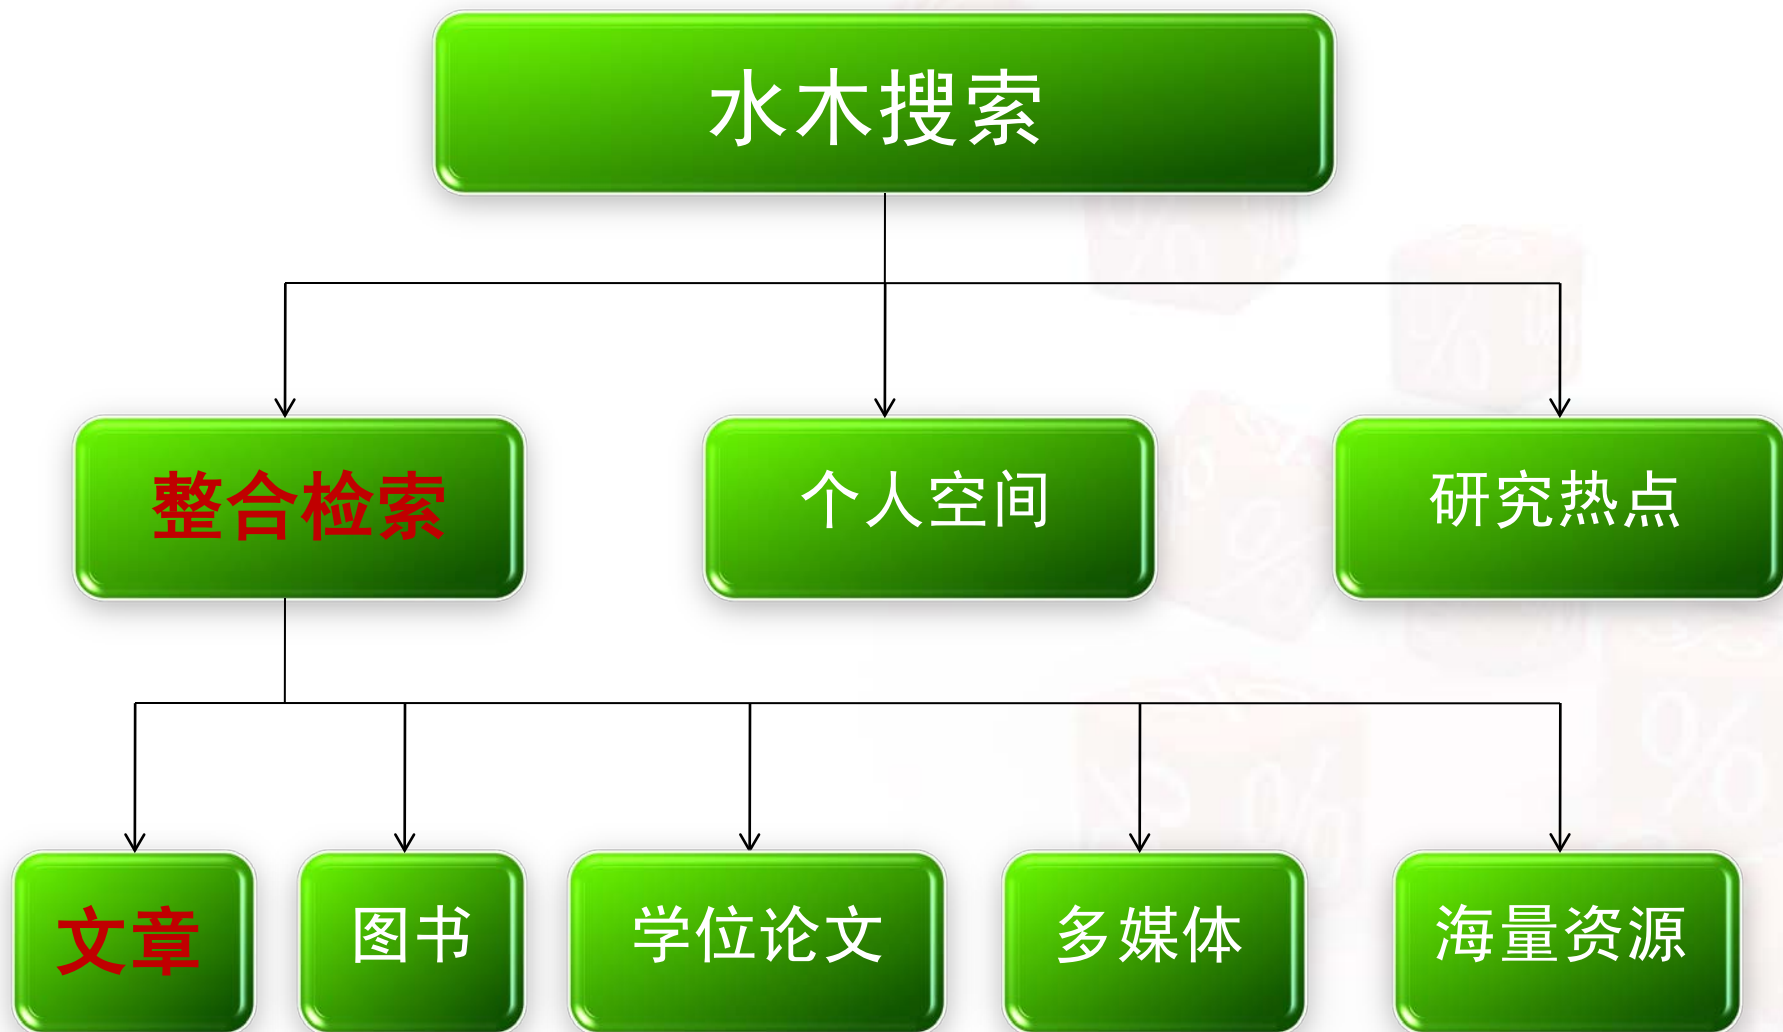 水木搜索
整合检索
个人空间
研究热点
文章
图书
学位论文
多媒体
海量资源